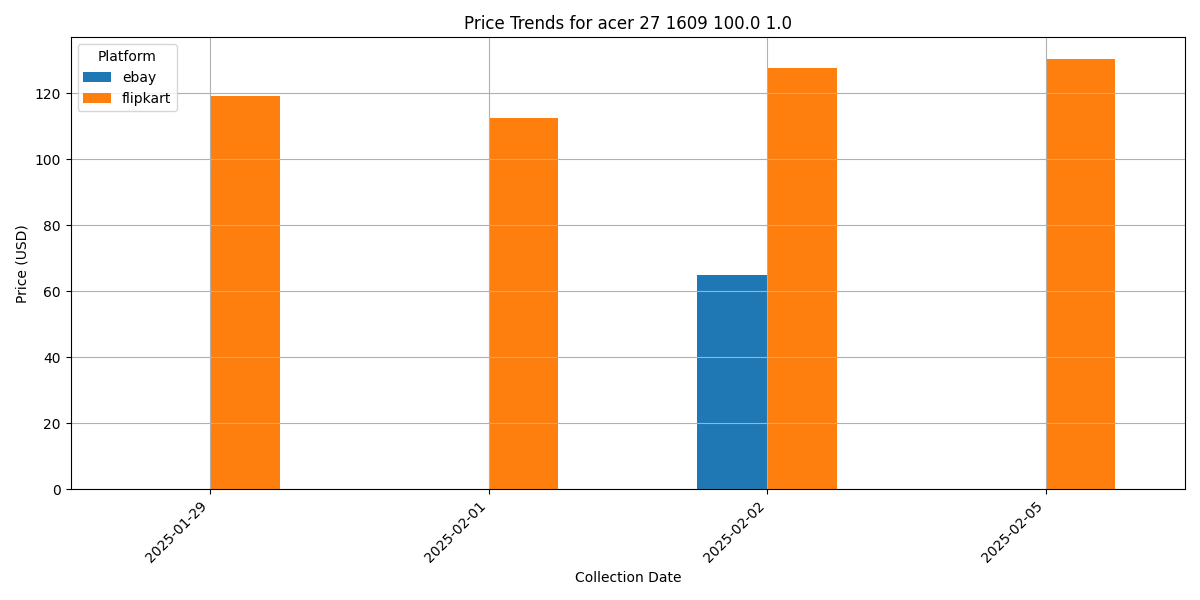 Price Trends for acer 27 1609 100.0 1.0
Platform
ebay
flipkart
Price (USD)
120
100
80
60
40
20
0
2025-01-29
2025-02-01
2025-02-02
2025-02-05
Collection Date